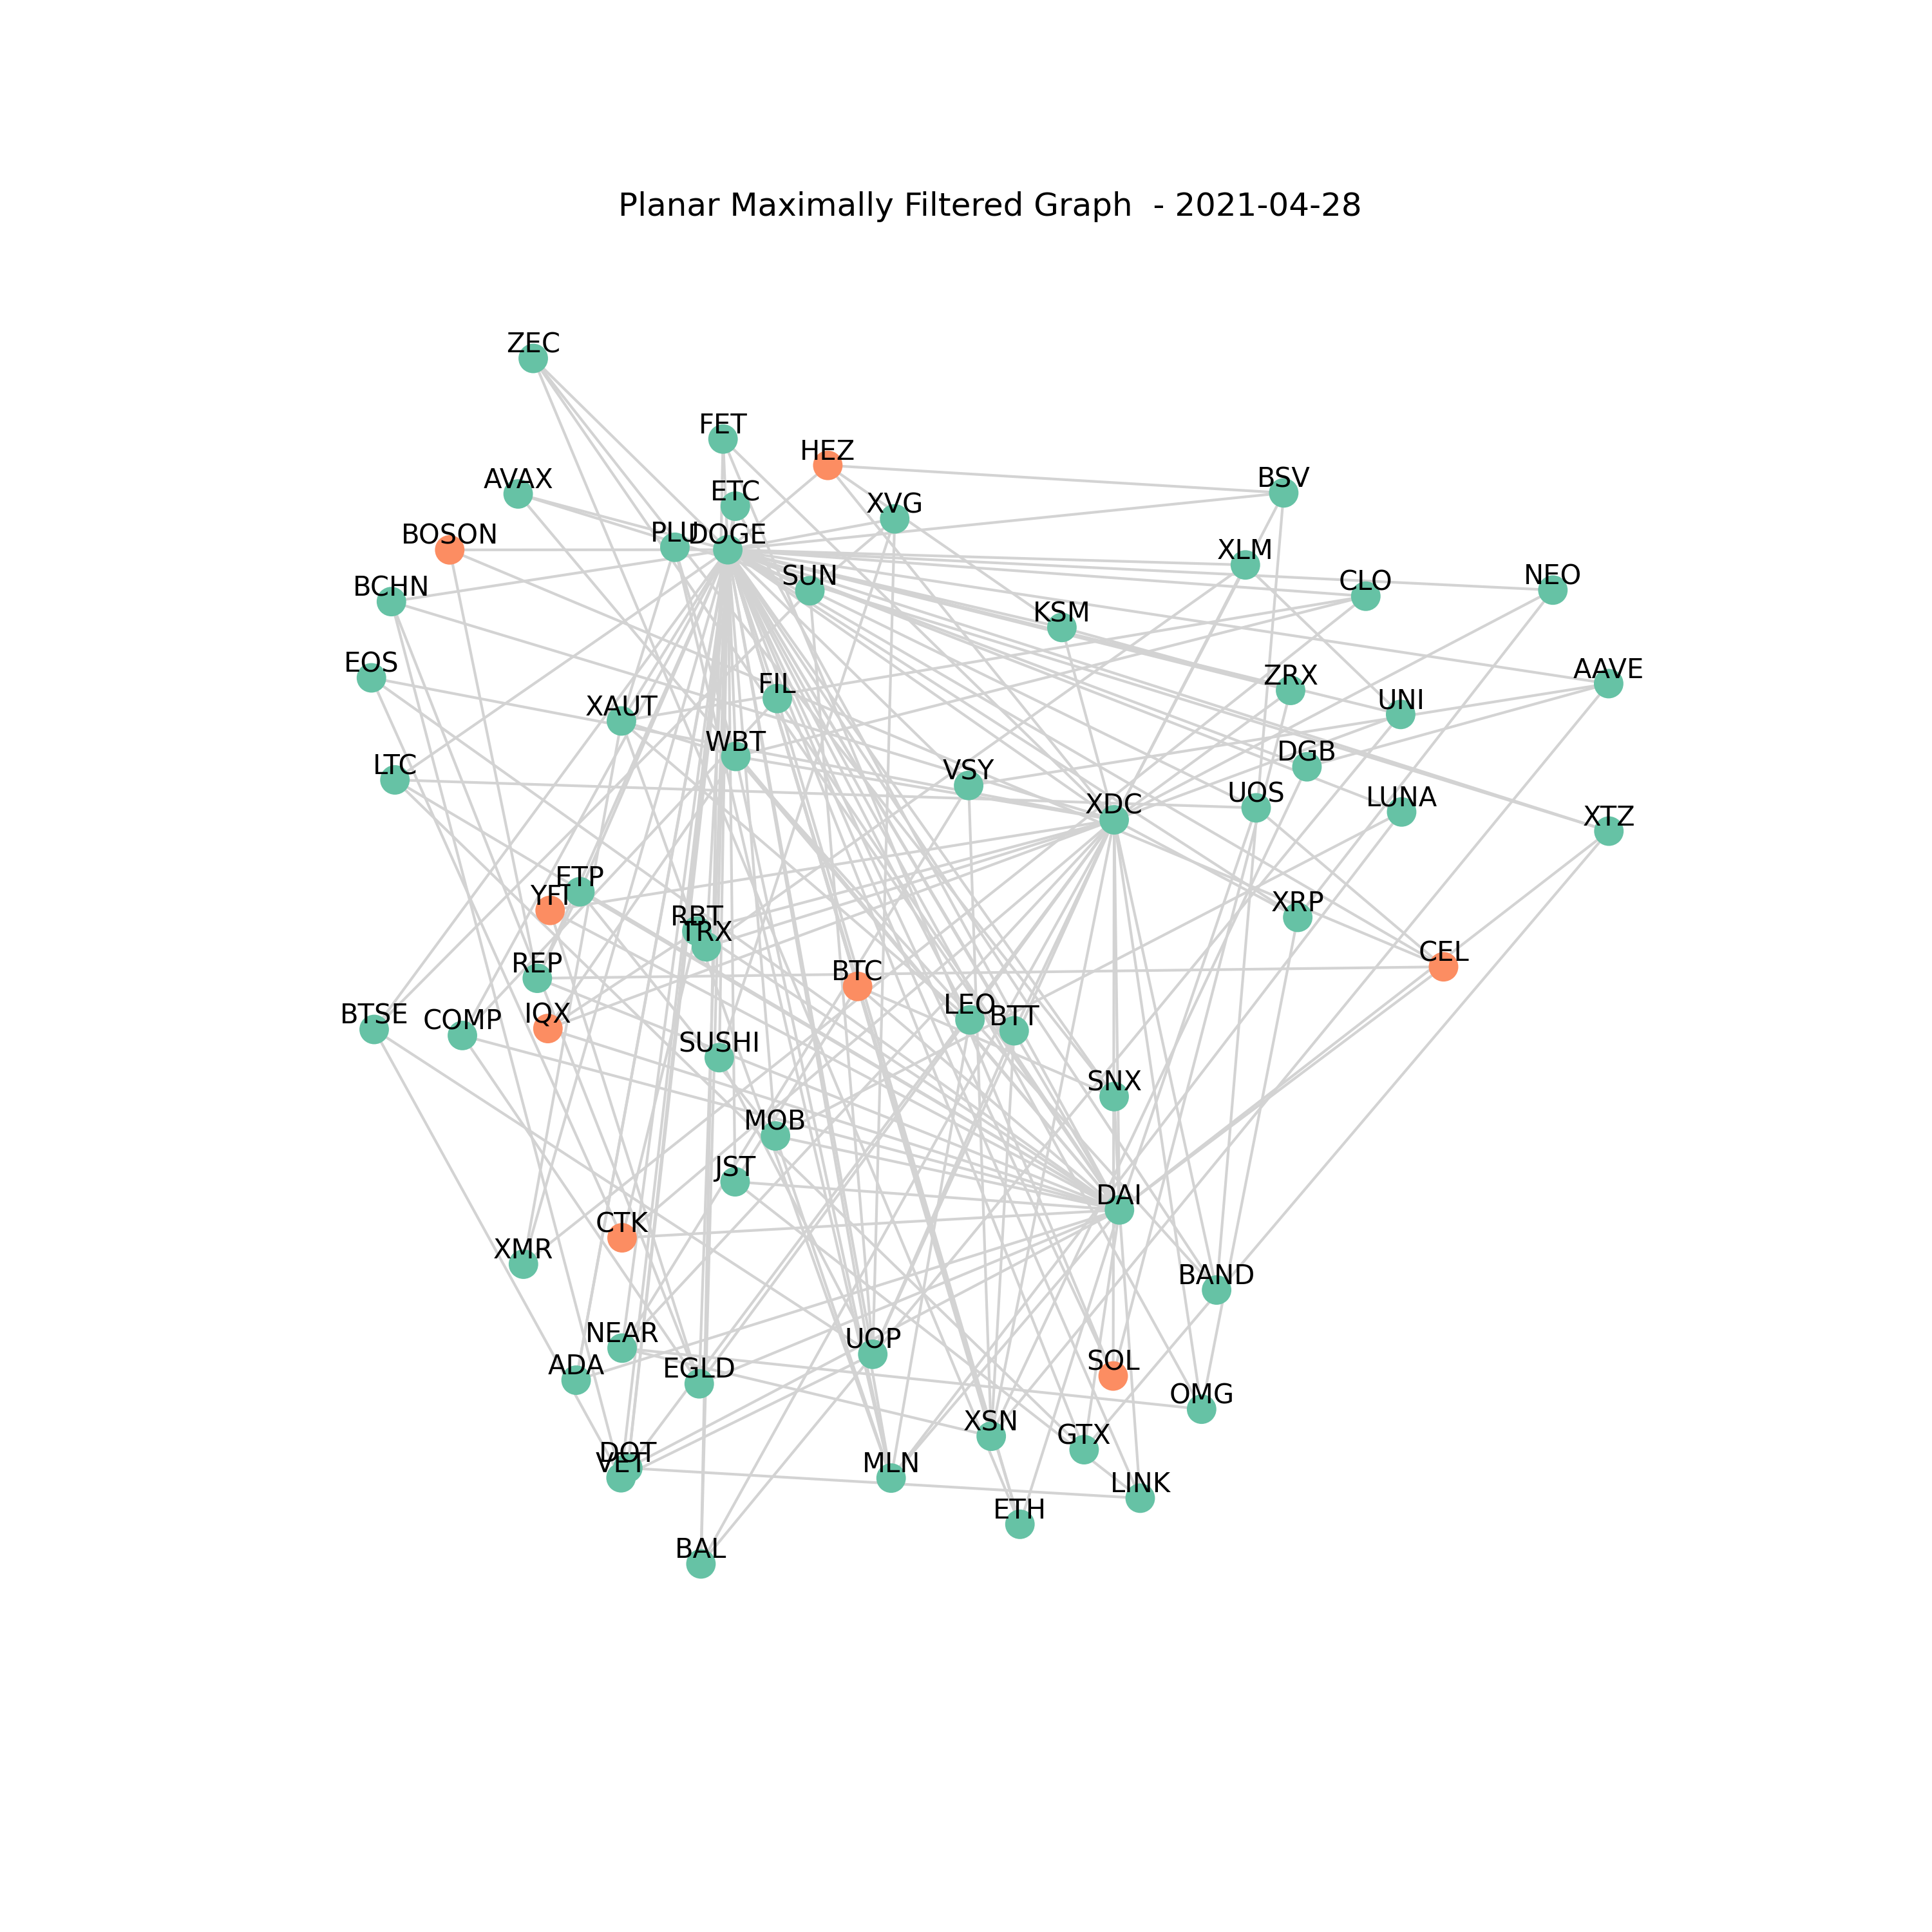 Planar Maximally Filtered Graph - 2021-04-28
ZEC
FET
HEZ
AVAX
ETC
BSV
XVG
BOSON
PLU
DOGE
XLM
SUN
NEO
CLO
BCHN
KSM
EOS
AAVE
ZRX
FIL
UNI
XAUT
WBT
DGB
LTC
VSY
UOS
LUNA
XDC
XTZ
FTP
YFI
XRP
RBT
TRX
CEL
REP
BTC
LEO
BTSE
COMP
IQX
BTT
SUSHI
SNX
MOB
JST
DAI
CTK
XMR
BAND
NEAR
UOP
ADA
EGLD
SOL
OMG
XSN
GTX
DOT
VET
MLN
LINK
ETH
BAL